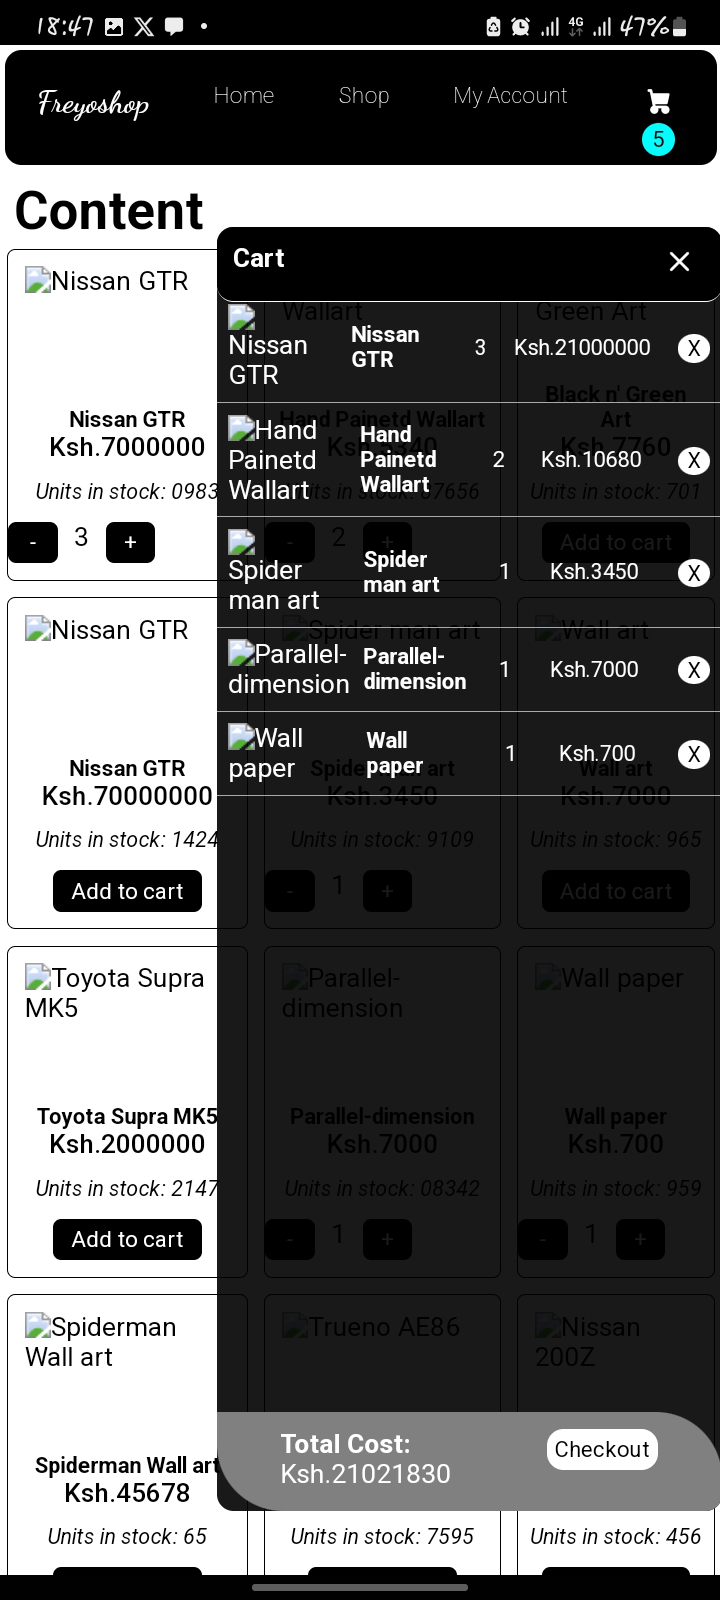 18:47
4G
47%
Freyoshop
Home
Shop
My Account
5
Content
Cart
Nissan GTR
Nissan GTR
Ksh.7000000
Units in stock: 0983
-
3
+
Nissan GTR
Nissan GTR
Ksh.70000000
Units in stock: 1424
Add to cart
Toyota Supra
MK5
Toyota Supra MK5
Ksh.2000000
Units in stock: 2147
Add to cart
Spiderman
Wall art
Spiderman Wall art
Ksh.45678
Units in stock: 65
Nissan
GTR
Nissan
GTR
3
Ksh.21000000
X
Hand
Painetd
Wallart
Hand
Painetd
Wallart
2
Ksh.10680
X
Spider
man art
Spider
man art
1
Ksh.3450
X
Parallel-
dimension
Parallel-
dimension
1
Ksh.7000
X
Wall
paper
Wall
paper
1
Ksh.700
X
Wallart
Hand Painetd Wallart
Ksh.5340
Units in stock: 87656
-
2
+
Green Art
Black n' Green
Art
Ksh.7760
Units in stock: 701
Add to cart
Spider man art
Spider man art
Ksh.3450
Units in stock: 9109
-
1
+
Wall art
Wall art
Ksh.7000
Units in stock: 965
Add to cart
Parallel-
dimension
Parallel-dimension
Ksh.7000
Units in stock: 08342
-
1
+
Wall paper
Wall paper
Ksh.700
Units in stock: 959
-
1
+
Trueno AE86
Nissan
200Z
Total Cost:
Ksh.21021830
Checkout
Units in stock: 7595
Units in stock: 456